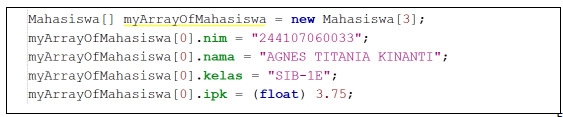 Mahasiswa[] myArrayOfMahasiswa = new Mahasiswa[3];
myArrayOfMahasiswa[0].nim = "244107060033";
myArrayOfMahasiswa[0].nama = "AGNES TITANIA KINANTI";
myArrayOfMahasiswa[0].kelas = "SIB-1E";
myArrayOfMahasiswa[0].ipk = (float) 3.75;